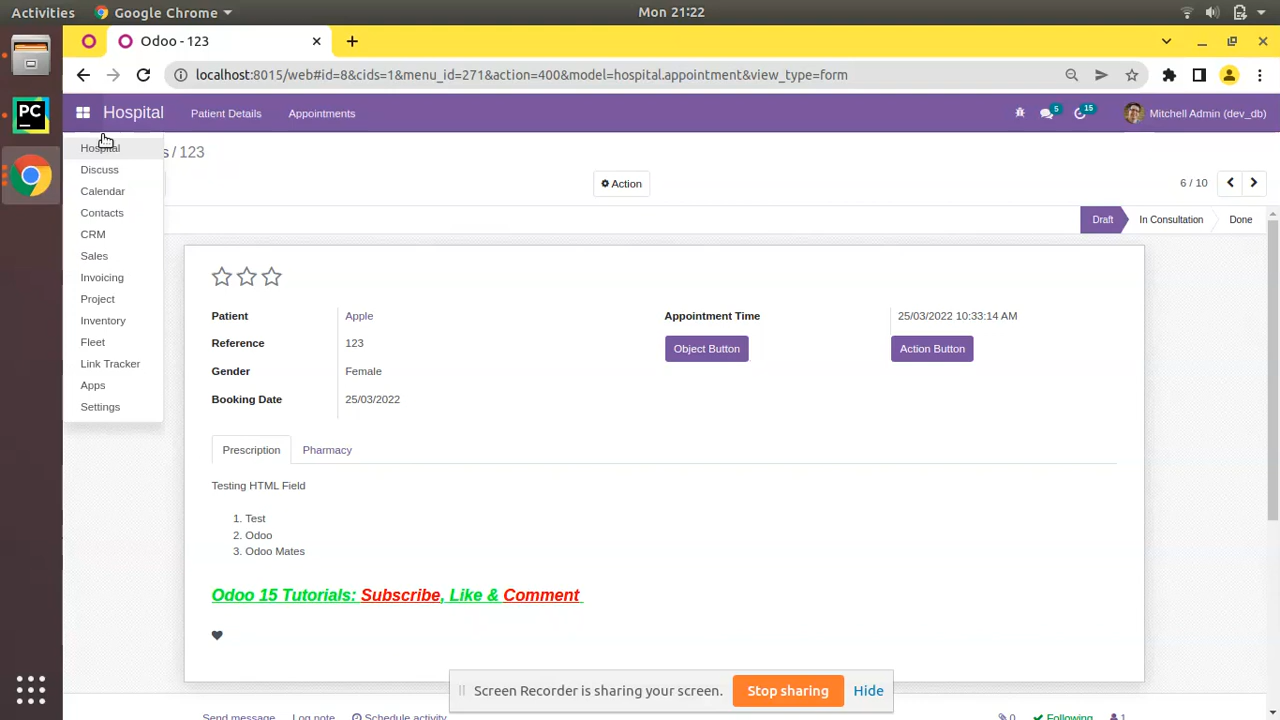 Activities Google Chrome Mon 21:22
Odoo - 123
localhost:8015/web#id=8&cids=1&menu_id=271&action=400&model=hospital.appointment&view_type=form
Hospital Patient Details Appointments 5 15 Mitchell Admin (dev_db)
Hospital
Discuss
Calendar
Contacts
CRM
Sales
Invoicing
Project
Inventory
Fleet
Link Tracker
Apps
Settings
s / 123
Action 6 / 10
Draft In Consultation Done
Patient Apple Appointment Time 25/03/2022 10:33:14 AM
Reference 123 Object Button Action Button
Gender Female
Booking Date 25/03/2022
Prescription Pharmacy
Testing HTML Field
1. Test
2. Odoo
3. Odoo Mates
Odoo 15 Tutorials: Subscribe, Like & Comment
Screen Recorder is sharing your screen. Stop sharing Hide
Send message Log note Schedule activity 0 Following 1
PC